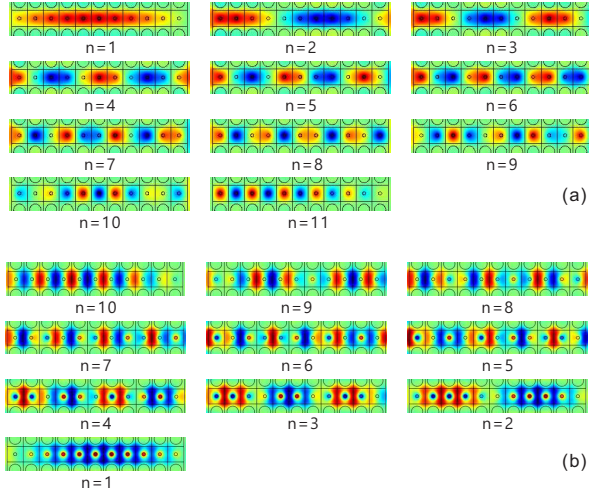 n=1 n=2 n=3
n=4 n=5 n=6
n=7 n=8 n=9
n=10 n=11 (a)
n=10 n=9 n=8
n=7 n=6 n=5
n=4 n=3 n=2
n=1 (b)